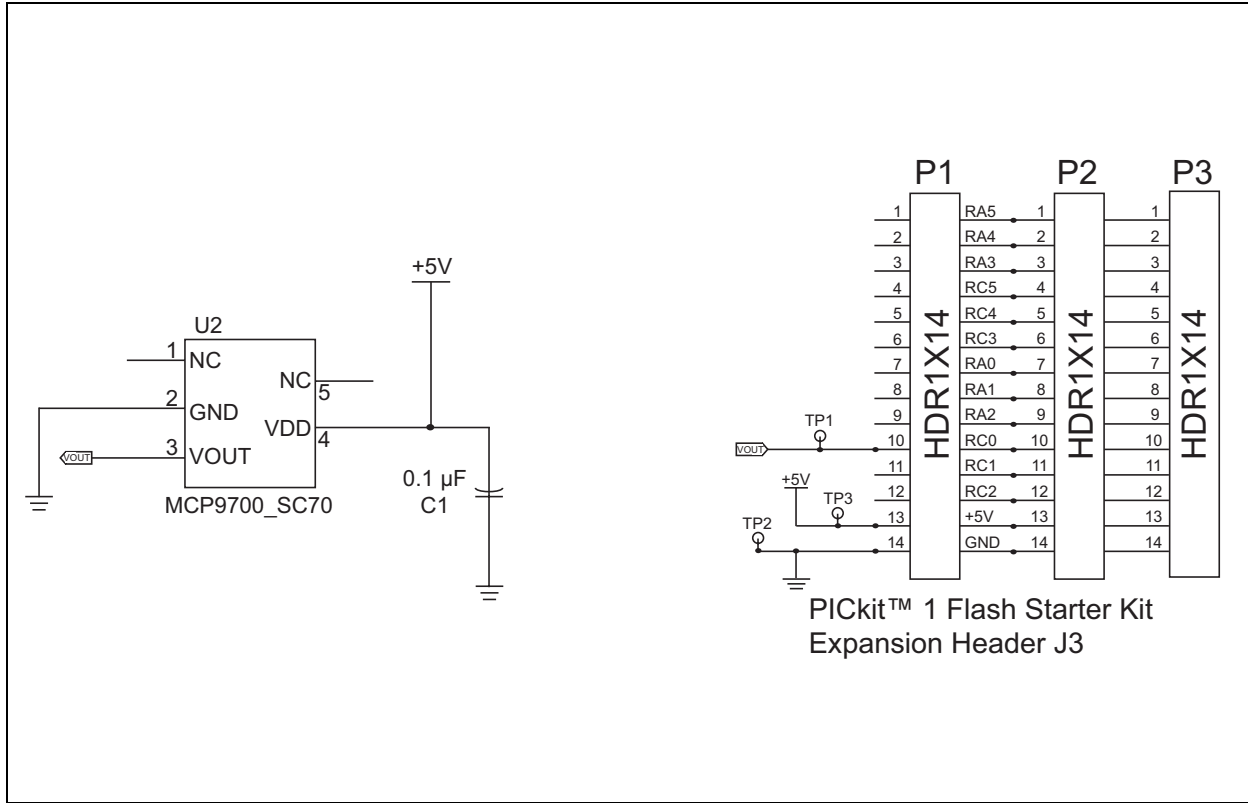 +5V
U2
1 NC
NC 5
2 GND
VDD 4
3 VOUT
VOUT
MCP9700_SC70
0.1 µF
C1
P1 P2 P3
HDR1X14 HDR1X14 HDR1X14
1 RA5 1 1
2 RA4 2 2
3 RA3 3 3
4 RC5 4 4
5 RC4 5 5
6 RC3 6 6
7 RA0 7 7
8 RA1 8 8
9 RA2 9 9
TP1
VOUT 10 RC0 10 10
11 RC1 11 11
+5V
12 RC2 12 12
TP3
13 +5V 13 13
TP2
14 GND 14 14
PICkit™ 1 Flash Starter Kit
Expansion Header J3